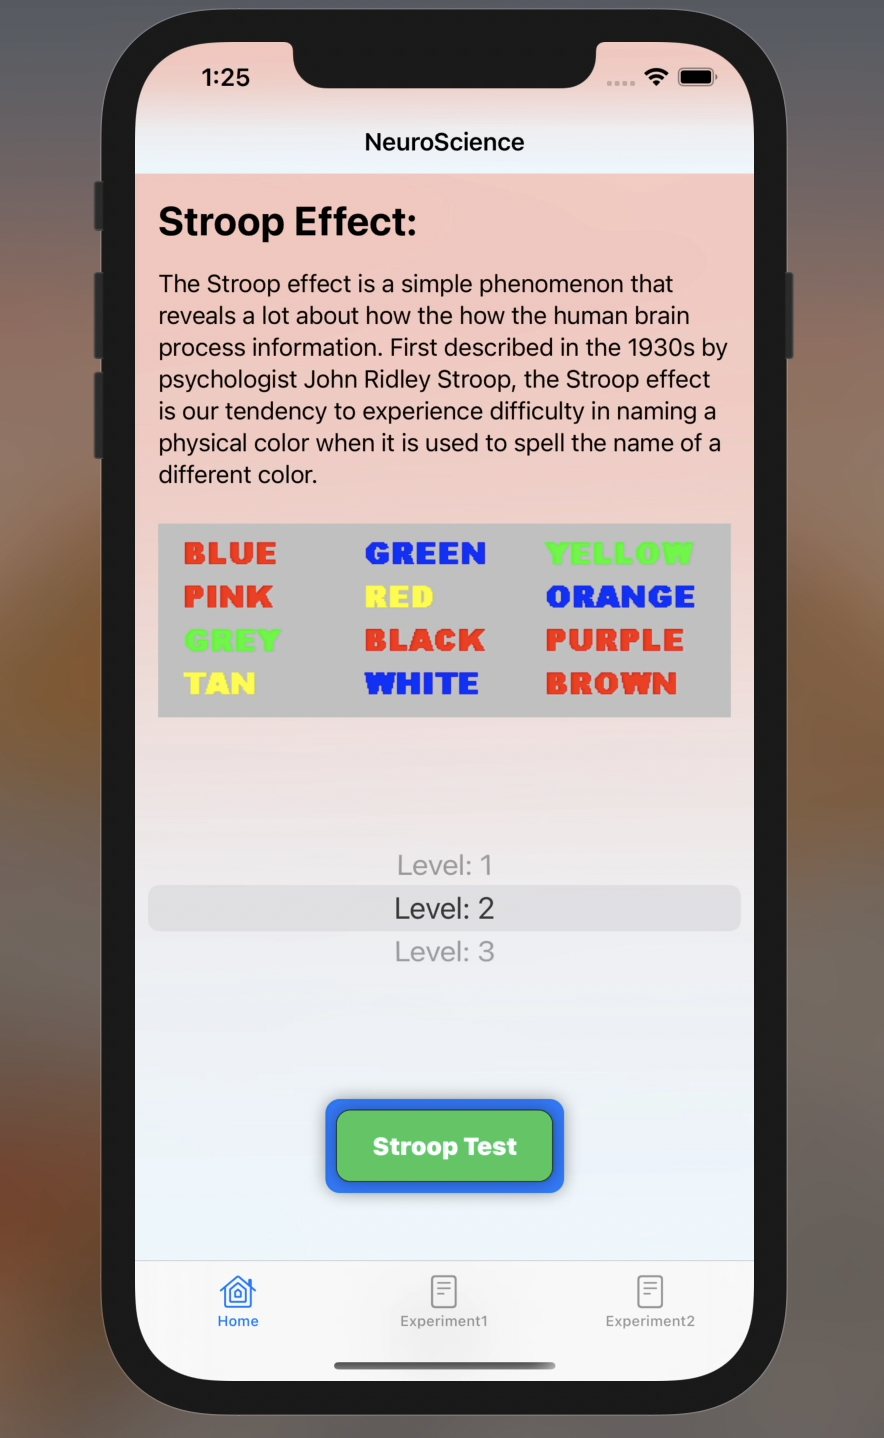 1:25
NeuroScience
Stroop Effect:
The Stroop effect is a simple phenomenon that
reveals a lot about how the how the human brain
process information. First described in the 1930s by
psychologist John Ridley Stroop, the Stroop effect
is our tendency to experience difficulty in naming a
physical color when it is used to spell the name of a
different color.
BLUE GREEN YELLOW
PINK RED ORANGE
GREY BLACK PURPLE
TAN WHITE BROWN
Level: 1
Level: 2
Level: 3
Stroop Test
Home Experiment1 Experiment2